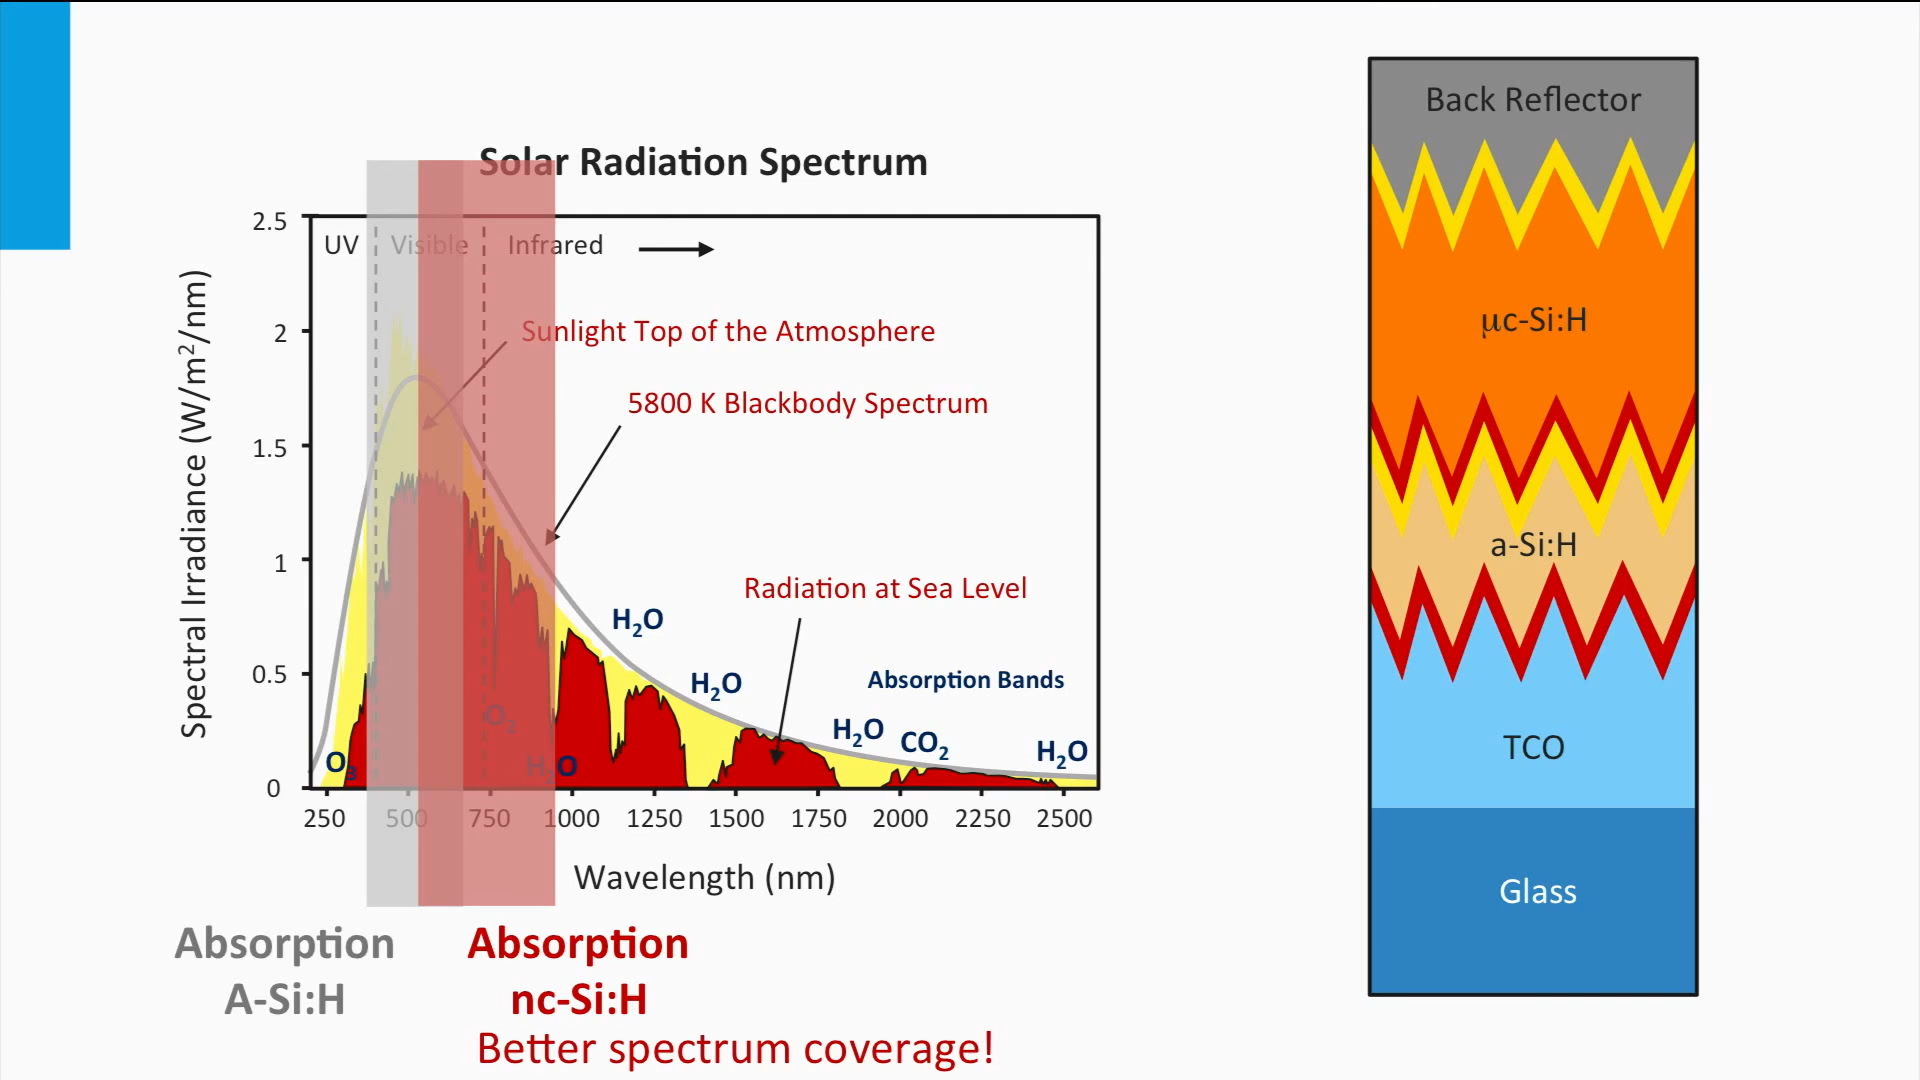 Solar Radiation Spectrum
2.5
2
1.5
1
0.5
0
Spectral Irradiance (W/m²/nm)
UV Visible Infrared
Sunlight Top of the Atmosphere
5800 K Blackbody Spectrum
Radiation at Sea Level
H₂O
H₂O
Absorption Bands
H₂O
CO₂
H₂O
O₃
O₂
H₂O
250 500 750 1000 1250 1500 1750 2000 2250 2500
Wavelength (nm)
Absorption
A-Si:H
Absorption
nc-Si:H
Better spectrum coverage!
Back Reflector
μc-Si:H
a-Si:H
TCO
Glass